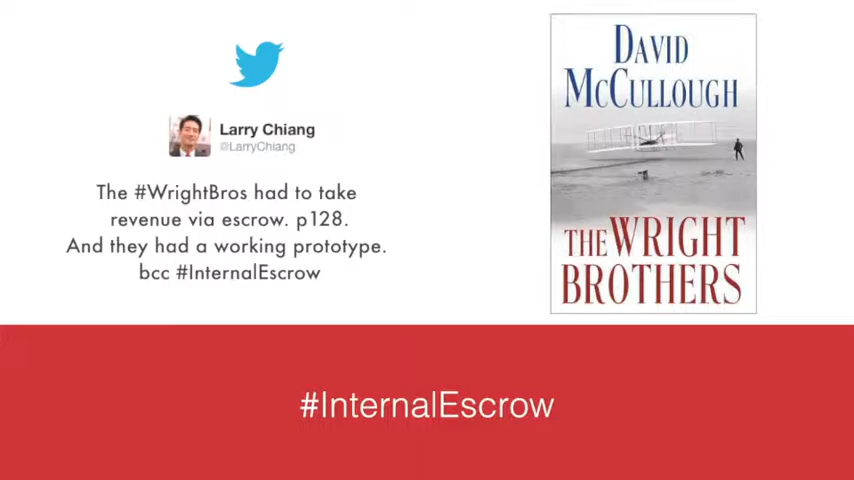 Larry Chiang
@LarryChiang
The #WrightBros had to take
revenue via escrow. p128.
And they had a working prototype.
bcc #InternalEscrow
DAVID
MCCULLOUGH
THE WRIGHT
BROTHERS
#InternalEscrow